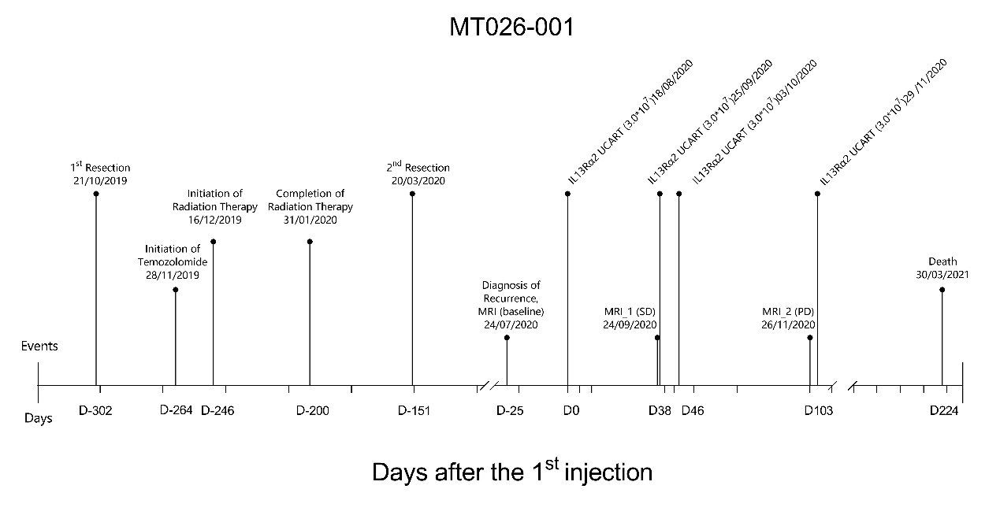 MT026-001
IL13Rα2 UCART (3.0*10⁷)18/08/2020
IL13Rα2 UCART (3.0*10⁷)25/09/2020
IL13Rα2 UCART (3.0*10⁷)03/10/2020
IL13Rα2 UCART (3.0*10⁷)29 /11/2020
1st Resection
21/10/2019
2nd Resection
20/03/2020
Initiation of
Radiation Therapy
16/12/2019
Completion of
Radiation Therapy
31/01/2020
Initiation of
Temozolomide
28/11/2019
Death
30/03/2021
Diagnosis of
Recurrence,
MRI (baseline)
24/07/2020
MRI_1 (SD)
24/09/2020
MRI_2 (PD)
26/11/2020
Events
Days
D-302
D-264
D-246
D-200
D-151
D-25
D0
D38
D46
D103
D224
Days after the 1st injection